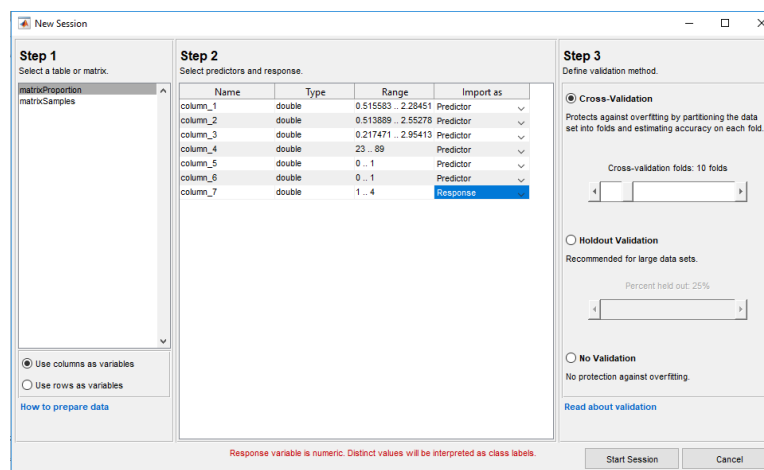 New Session
Step 1
Select a table or matrix.
matrixProportion
matrixSamples
Use columns as variables
Use rows as variables
How to prepare data
Step 2
Select predictors and response.
Name Type Range Import as
column_1 double 0.515583 .. 2.28451 Predictor
column_2 double 0.513889 .. 2.55278 Predictor
column_3 double 0.217471 .. 2.95413 Predictor
column_4 double 23 .. 89 Predictor
column_5 double 0 .. 1 Predictor
column_6 double 0 .. 1 Predictor
column_7 double 1 .. 4 Response
Step 3
Define validation method.
Cross-Validation
Protects against overfitting by partitioning the data
set into folds and estimating accuracy on each fold.
Cross-validation folds: 10 folds
Holdout Validation
Recommended for large data sets.
Percent held out: 25%
No Validation
No protection against overfitting.
Read about validation
Response variable is numeric. Distinct values will be interpreted as class labels.
Start Session Cancel